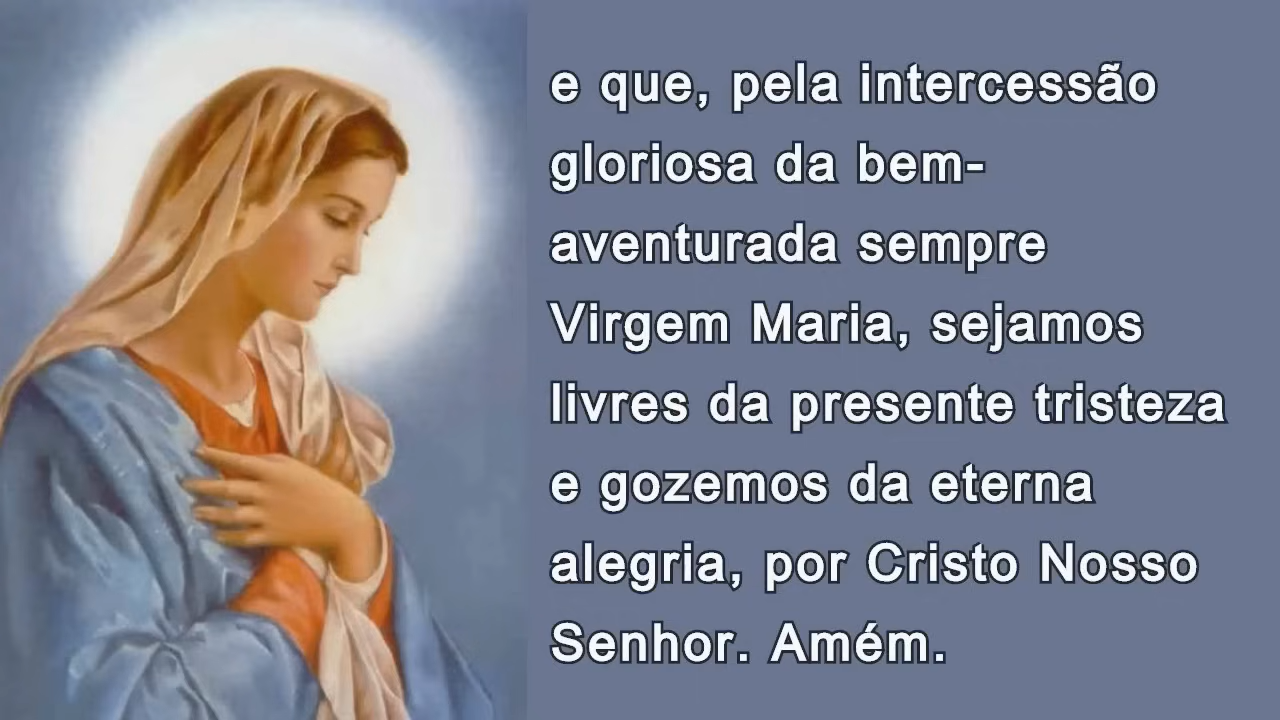 e que, pela intercessão
gloriosa da bem-
aventurada sempre
Virgem Maria, sejamos
livres da presente tristeza
e gozemos da eterna
alegria, por Cristo Nosso
Senhor. Amém.